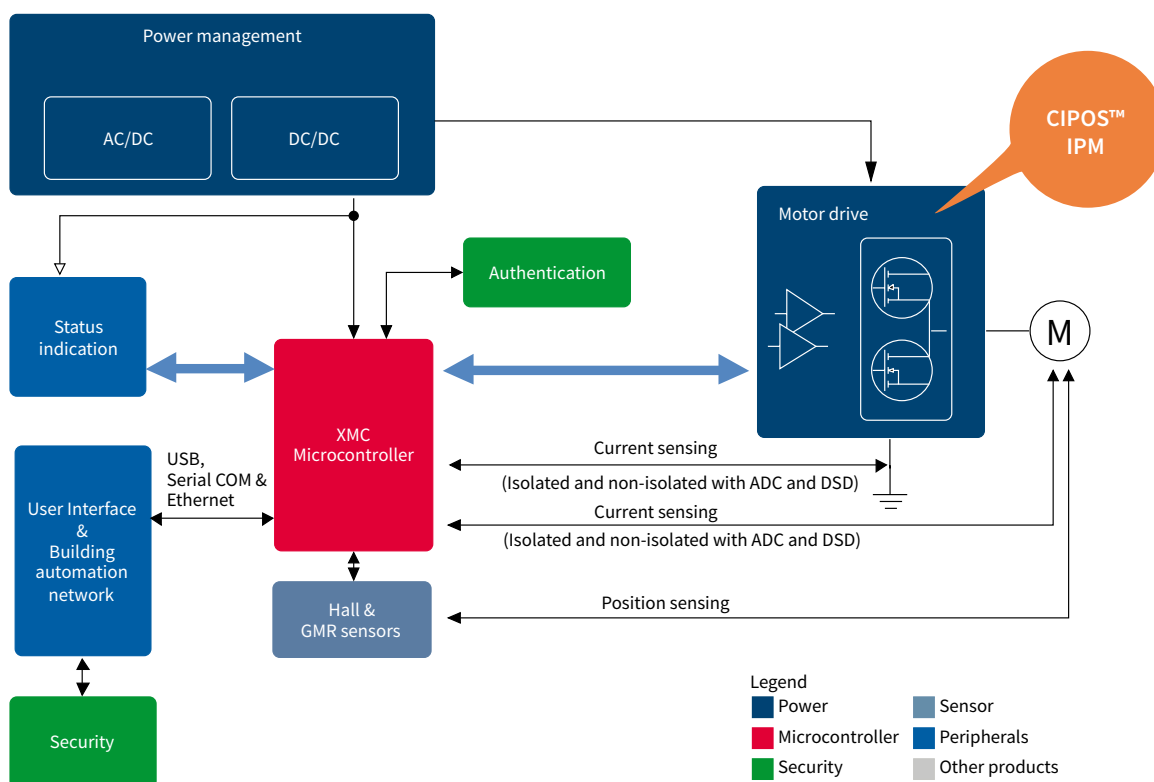 Power management
AC/DC
DC/DC
CIPOS™
IPM
Motor drive
Authentication
Status
indication
M
XMC
Microcontroller
Current sensing
(Isolated and non-isolated with ADC and DSD)
USB,
Serial COM &
Ethernet
User Interface
&
Building
automation
network
Current sensing
(Isolated and non-isolated with ADC and DSD)
Hall &
GMR sensors
Position sensing
Security
Legend
Power
Sensor
Microcontroller
Peripherals
Security
Other products